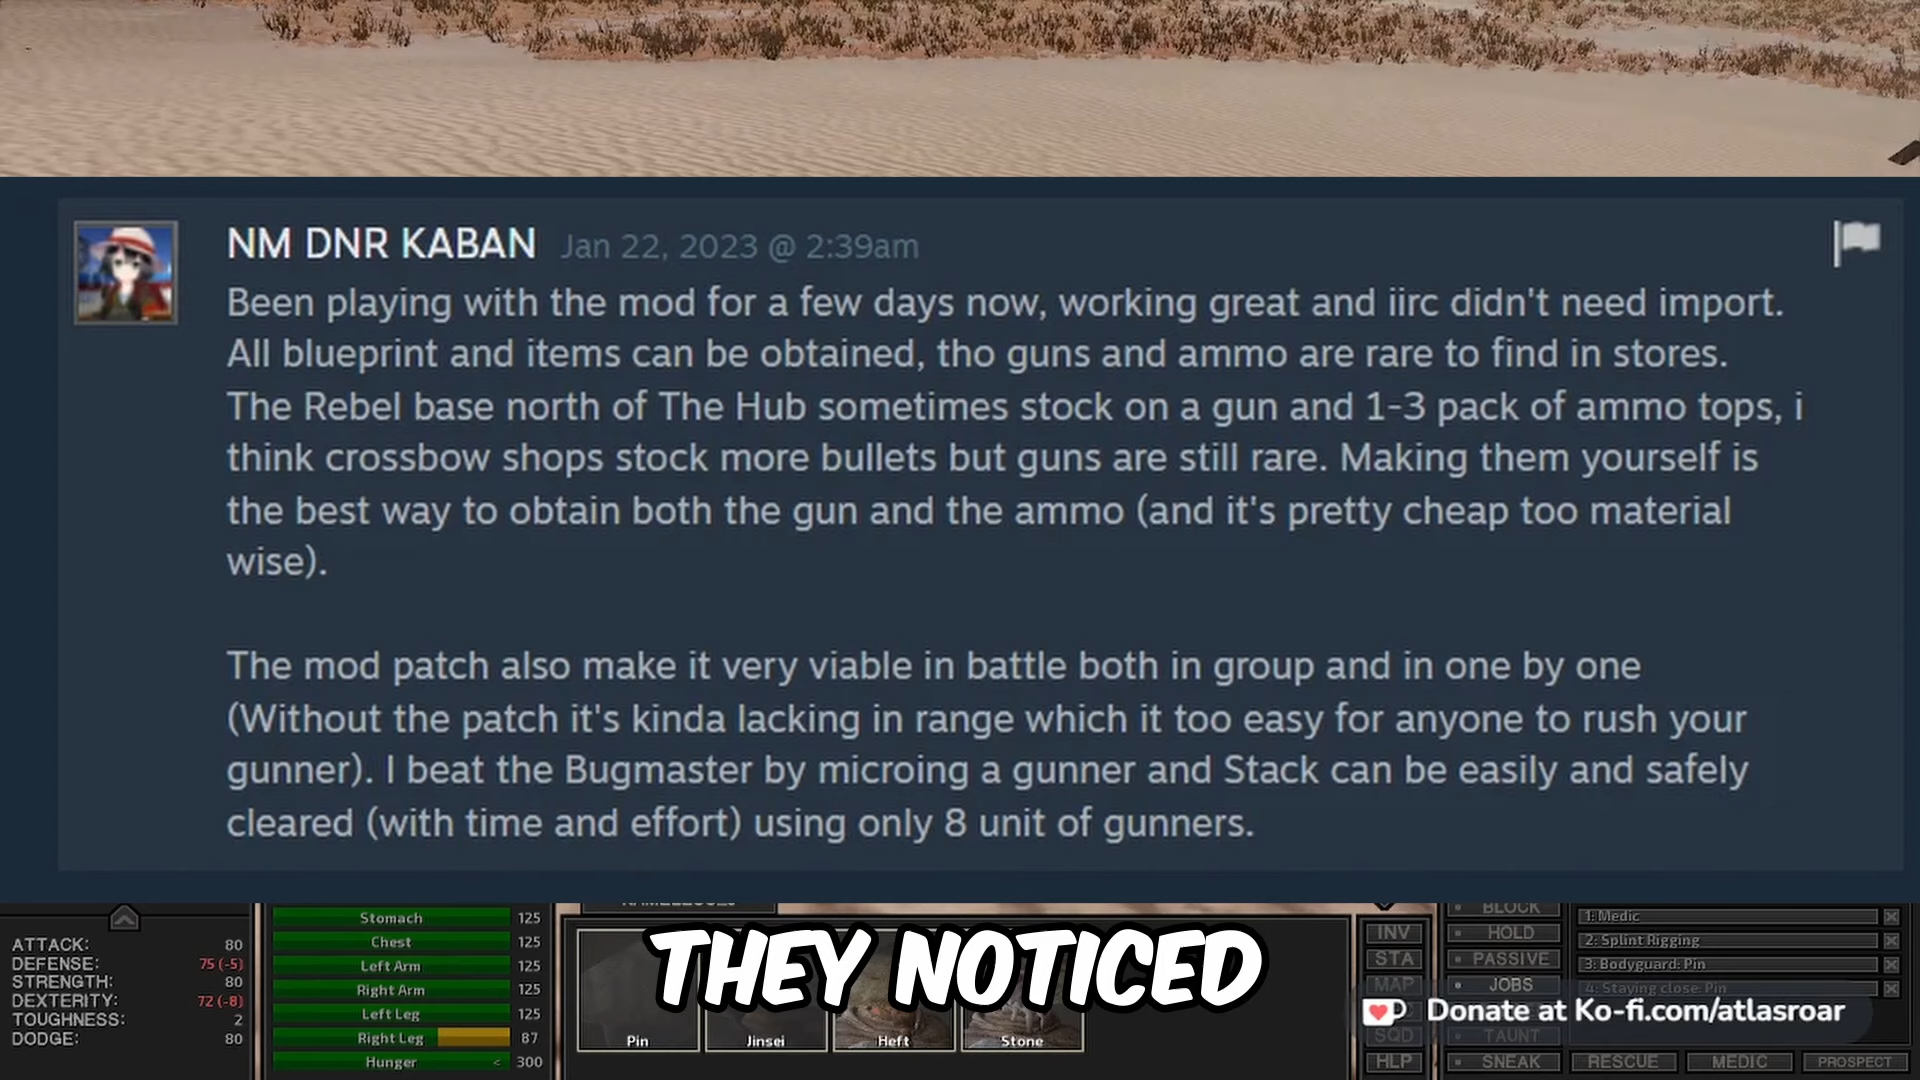 NM DNR KABAN Jan 22, 2023 @ 2:39am
Been playing with the mod for a few days now, working great and iirc didn't need import.
All blueprint and items can be obtained, tho guns and ammo are rare to find in stores.
The Rebel base north of The Hub sometimes stock on a gun and 1-3 pack of ammo tops, i
think crossbow shops stock more bullets but guns are still rare. Making them yourself is
the best way to obtain both the gun and the ammo (and it's pretty cheap too material
wise).
The mod patch also make it very viable in battle both in group and in one by one
(Without the patch it's kinda lacking in range which it too easy for anyone to rush your
gunner). I beat the Bugmaster by microing a gunner and Stack can be easily and safely
cleared (with time and effort) using only 8 unit of gunners.
THEY NOTICED
ATTACK: 80
DEFENSE: 75 (-5)
STRENGTH: 80
DEXTERITY: 72 (-8)
TOUGHNESS: 2
DODGE: 80
Stomach 125
Chest 125
Left Arm 125
Right Arm 125
Left Leg 125
Right Leg 87
Hunger < 300
Pin
Jinsei
Heft
Stone
INV
STA
MAP
SQD
HLP
BLOCK
HOLD
PASSIVE
JOBS
TAUNT
SNEAK
1: Medic
2: Splint Rigging
3: Bodyguard: Pin
4: Staying close: Pin
Donate at Ko-fi.com/atlasroar
RESCUE
MEDIC
PROSPECT